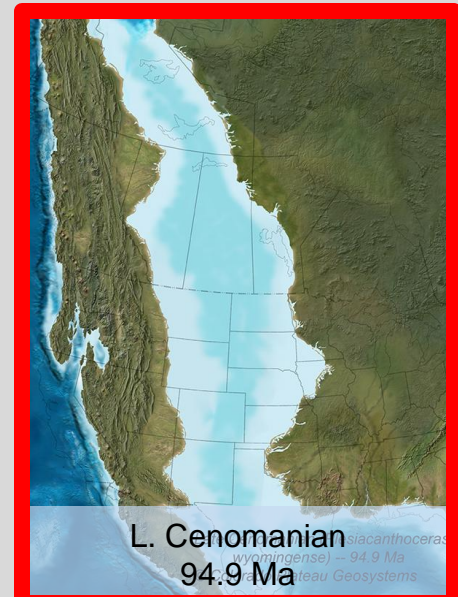 L. Cenomanian
wyomingense) -- 94.9 Ma
94.9 Ma
Plateau Geosystems